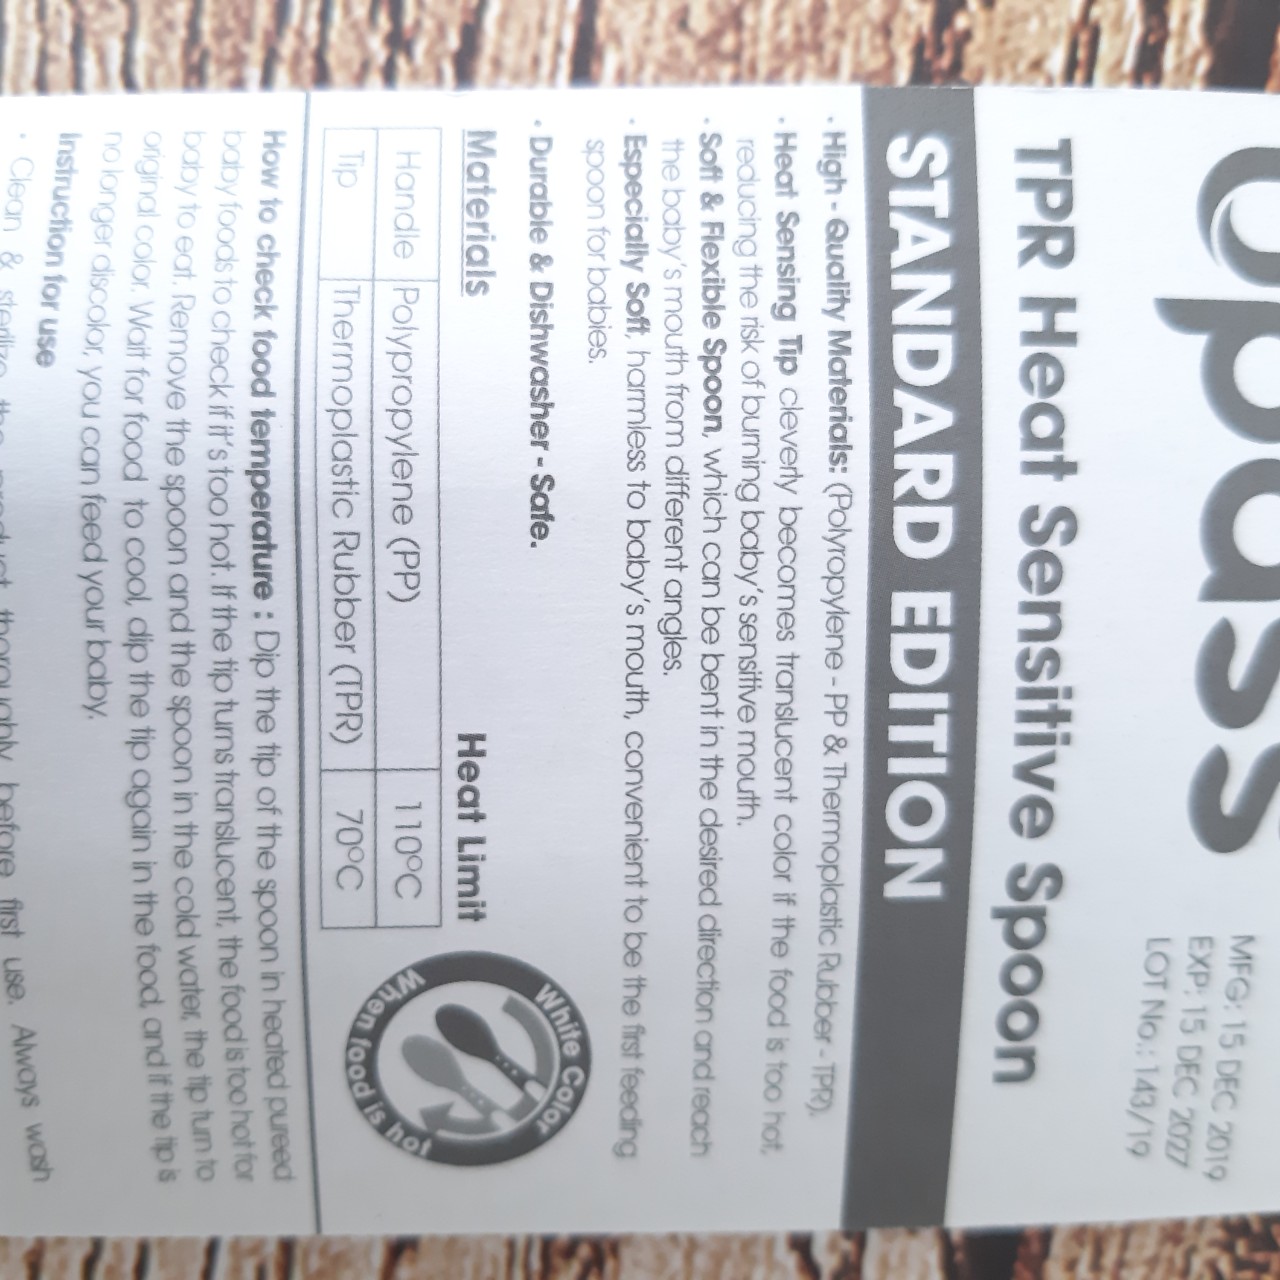 Upass
MFG: 15 DEC 2019
EXP: 15 DEC 2027
LOT No.: 143/19
TPR Heat Sensitive Spoon
STANDARD EDITION
· High - Quality Materials: (Polyropylene - PP & Thermoplastic Rubber - TPR).
· Heat Sensing Tip cleverly becomes translucent color if the food is too hot,
reducing the risk of burning baby's sensitive mouth.
· Soft & Flexible Spoon, which can be bent in the desired direction and reach
the baby's mouth from different angles.
· Especially Soft, harmless to baby's mouth, convenient to be the first feeding
spoon for babies.
· Durable & Dishwasher - Safe.
Materials Heat Limit
Handle Polypropylene (PP) 110°C
Tip Thermoplastic Rubber (TPR) 70°C
White Color
When food is hot
How to check food temperature : Dip the tip of the spoon in heated pureed
baby foods to check if it's too hot. If the tip turns translucent, the food is too hot for
baby to eat. Remove the spoon and the spoon in the cold water, the tip turn to
original color. Wait for food to cool, dip the tip again in the food, and if the tip is
no longer discolor, you can feed your baby.
Instruction for use
· Clean & sterilize the product thoroughly before first use. Always wash